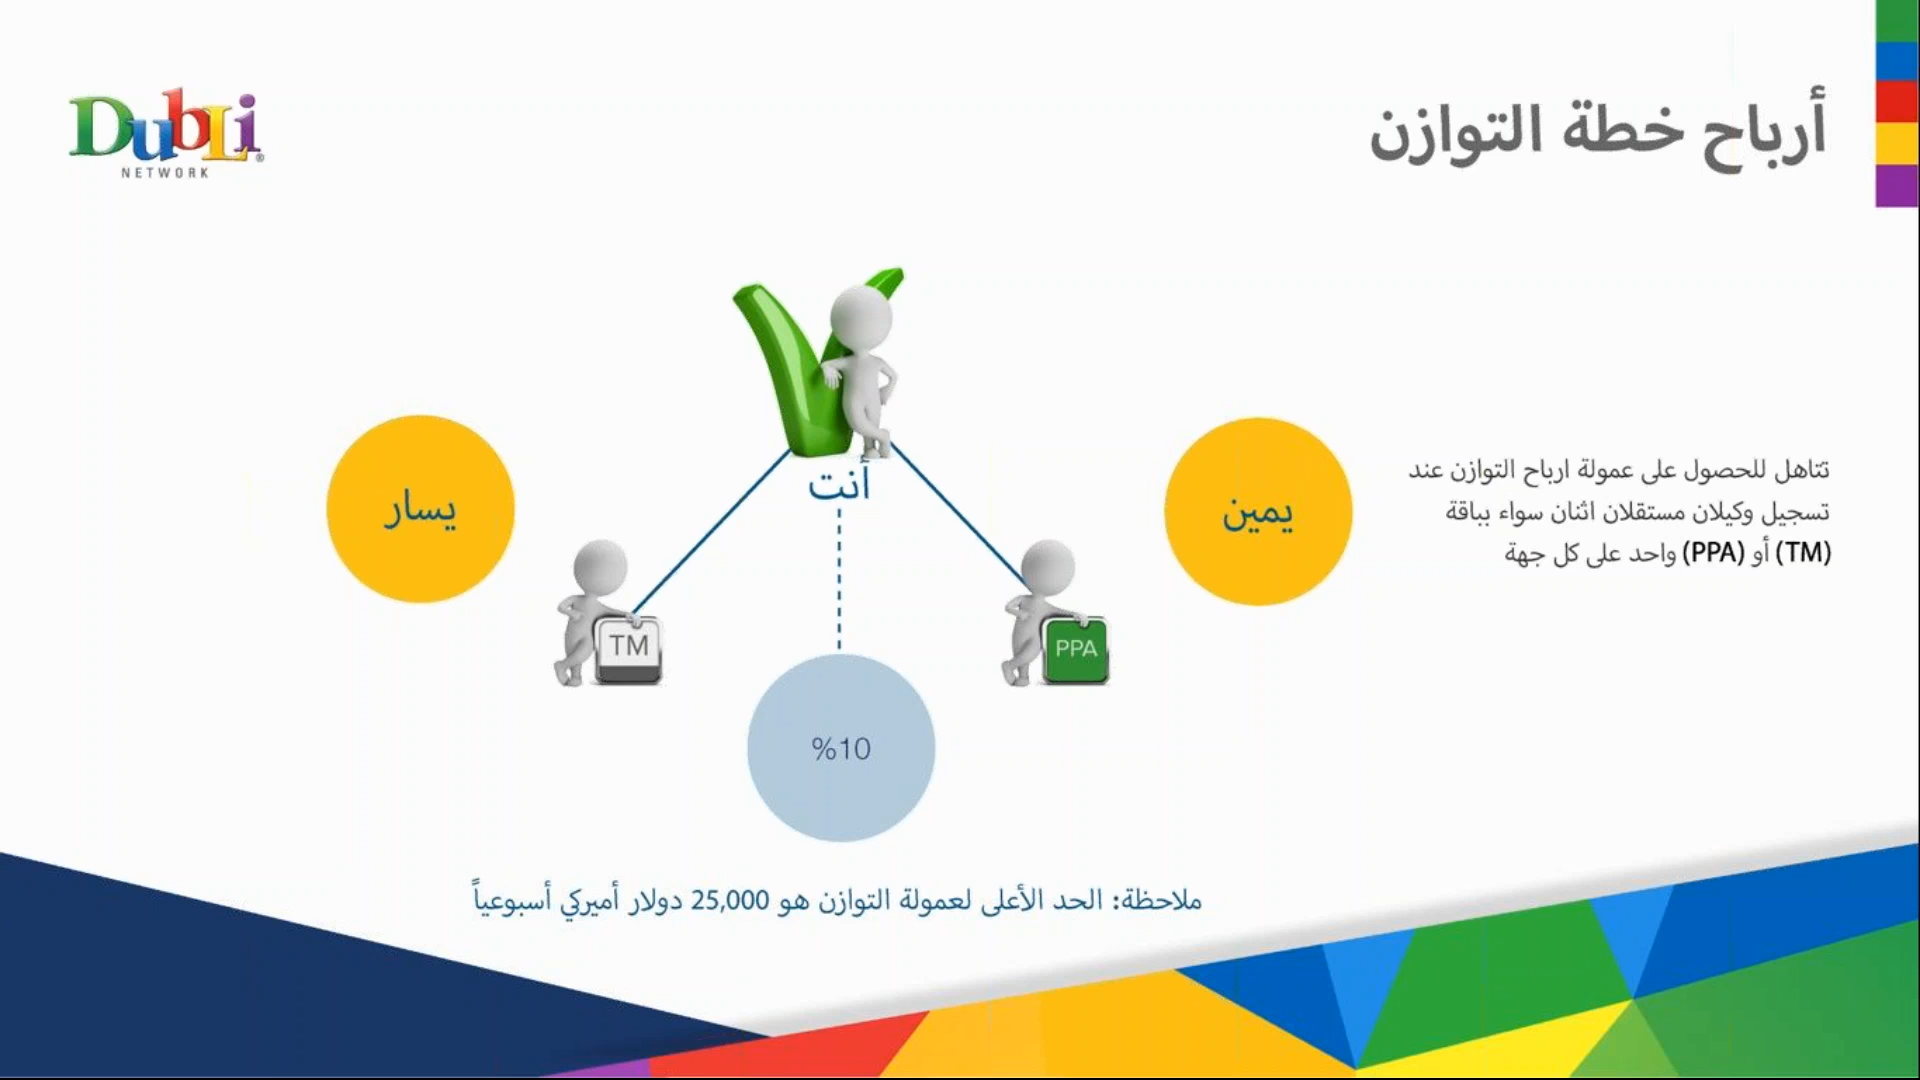 أرباح خطة التوازن
DubLi®
NETWORK
أنت
يمين
يسار
تتاهل للحصول على عمولة ارباح التوازن عند
تسجيل وكيلان مستقلان اثنان سواء بباقة
(TM) أو (PPA) واحد على كل جهة
PPA
TM
%10
ملاحظة: الحد الأعلى لعمولة التوازن هو 25,000 دولار أميركي أسبوعياً